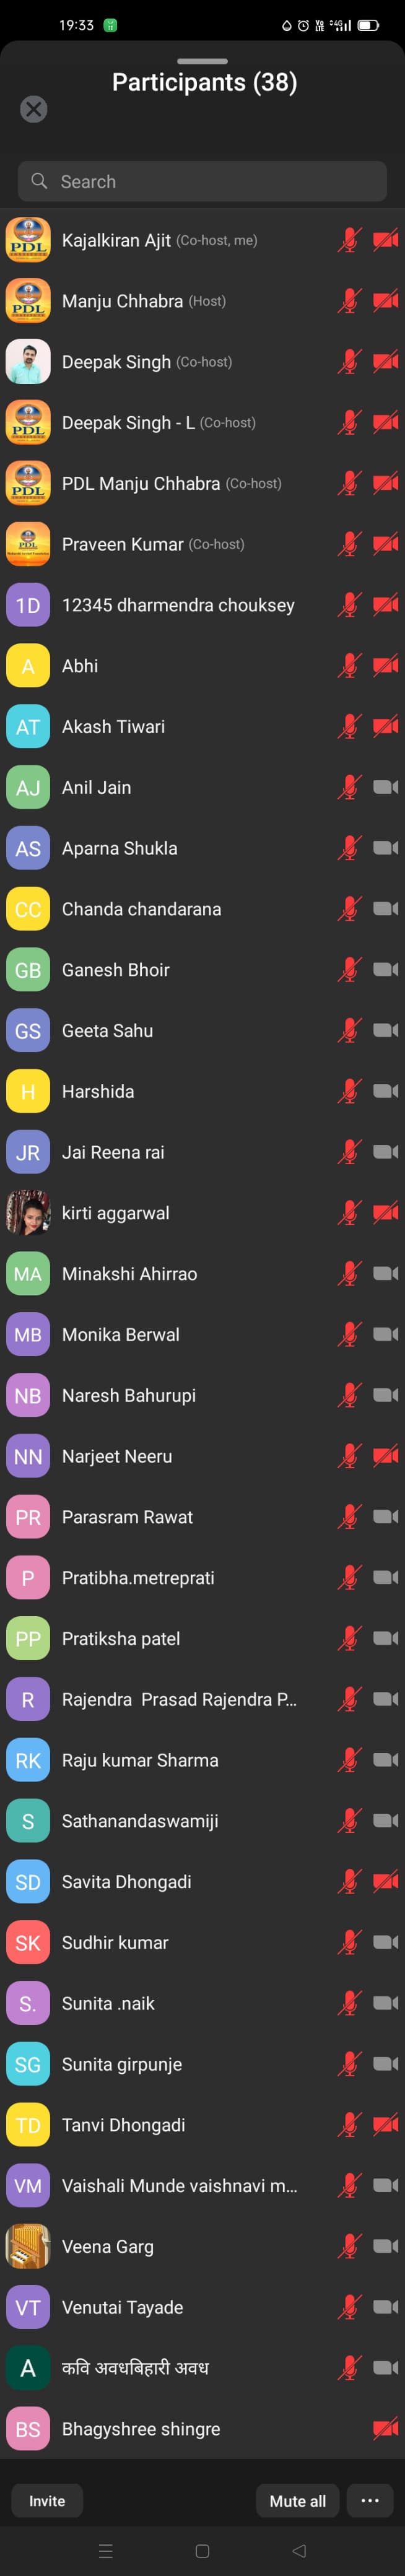 19:33
Participants (38)
Search
PDL Kajalkiran Ajit (Co-host, me)
PDL Manju Chhabra (Host)
Deepak Singh (Co-host)
PDL Deepak Singh - L (Co-host)
PDL PDL Manju Chhabra (Co-host)
PDL Praveen Kumar (Co-host)
1D 12345 dharmendra chouksey
A Abhi
AT Akash Tiwari
AJ Anil Jain
AS Aparna Shukla
CC Chanda chandarana
GB Ganesh Bhoir
GS Geeta Sahu
H Harshida
JR Jai Reena rai
kirti aggarwal
MA Minakshi Ahirrao
MB Monika Berwal
NB Naresh Bahurupi
NN Narjeet Neeru
PR Parasram Rawat
P Pratibha.metreprati
PP Pratiksha patel
R Rajendra  Prasad Rajendra P...
RK Raju kumar Sharma
S Sathanandaswamiji
SD Savita Dhongadi
SK Sudhir kumar
S. Sunita .naik
SG Sunita girpunje
TD Tanvi Dhongadi
VM Vaishali Munde vaishnavi m...
Veena Garg
VT Venutai Tayade
A कवि अवधबिहारी अवध
BS Bhagyshree shingre
Invite Mute all ...